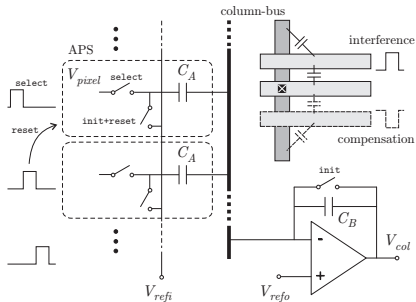 column-bus
APS
interference
select
V_pixel
select
C_A
reset
init+reset
compensation
C_A
init
C_B
-
V_col
+
V_refi
V_refo